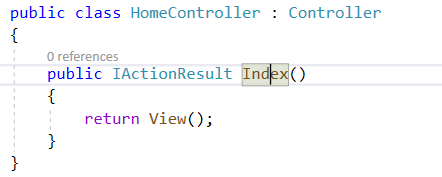 public class HomeController : Controller
{
0 references
public IActionResult Index()
{
return View();
}
}